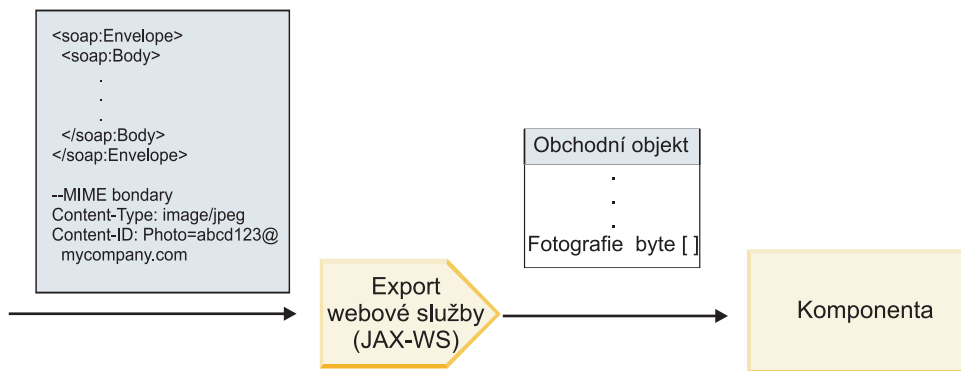 <soap:Envelope>
<soap:Body>
.
.
.
</soap:Body>
</soap:Envelope>
--MIME bondary
Content-Type: image/jpeg
Content-ID: Photo=abcd123@
mycompany.com
Obchodní objekt
.
.
.
Fotografie byte [ ]
Export
webové služby
(JAX-WS)
Komponenta